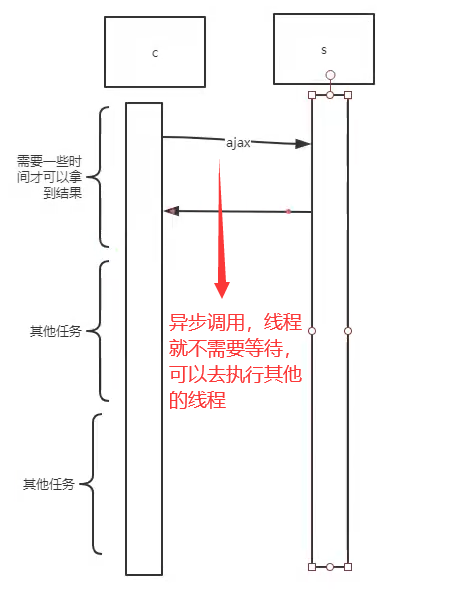 c
s
ajax
需要一些时
间才可以拿
到结果
其他任务
异步调用，线程
就不需要等待，
可以去执行其他
的线程
其他任务